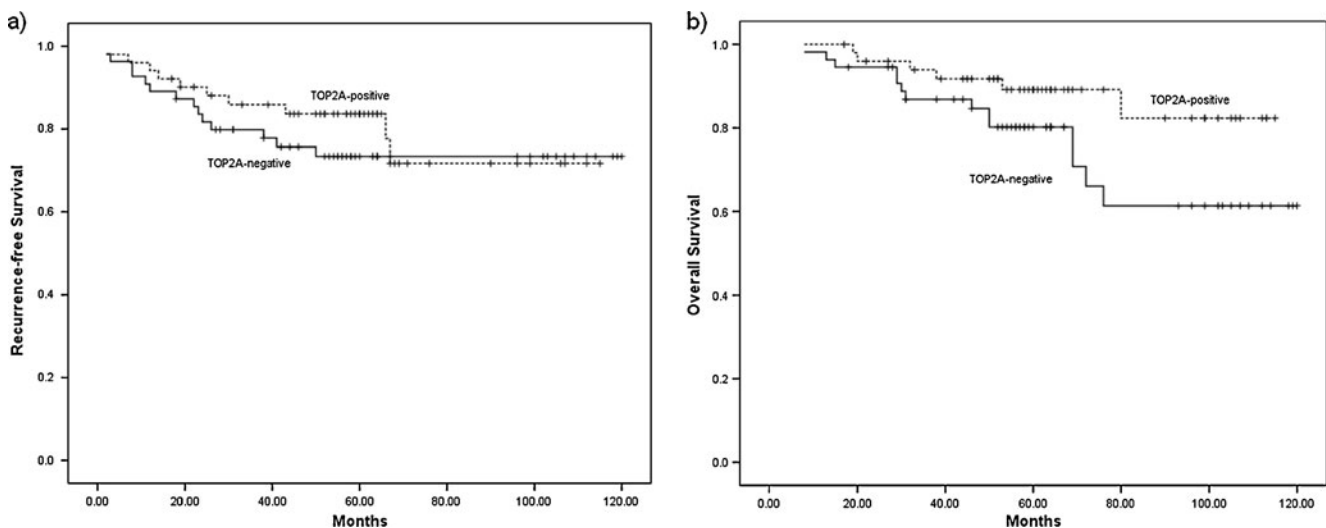 a)
Recurrence-free Survival
1.0
0.8
0.6
0.4
0.2
0.0
TOP2A-positive
TOP2A-negative
0.00 20.00 40.00 60.00 80.00 100.00 120.00
Months
b)
Overall Survival
1.0
0.8
0.6
0.4
0.2
0.0
TOP2A-positive
TOP2A-negative
0.00 20.00 40.00 60.00 80.00 100.00 120.00
Months